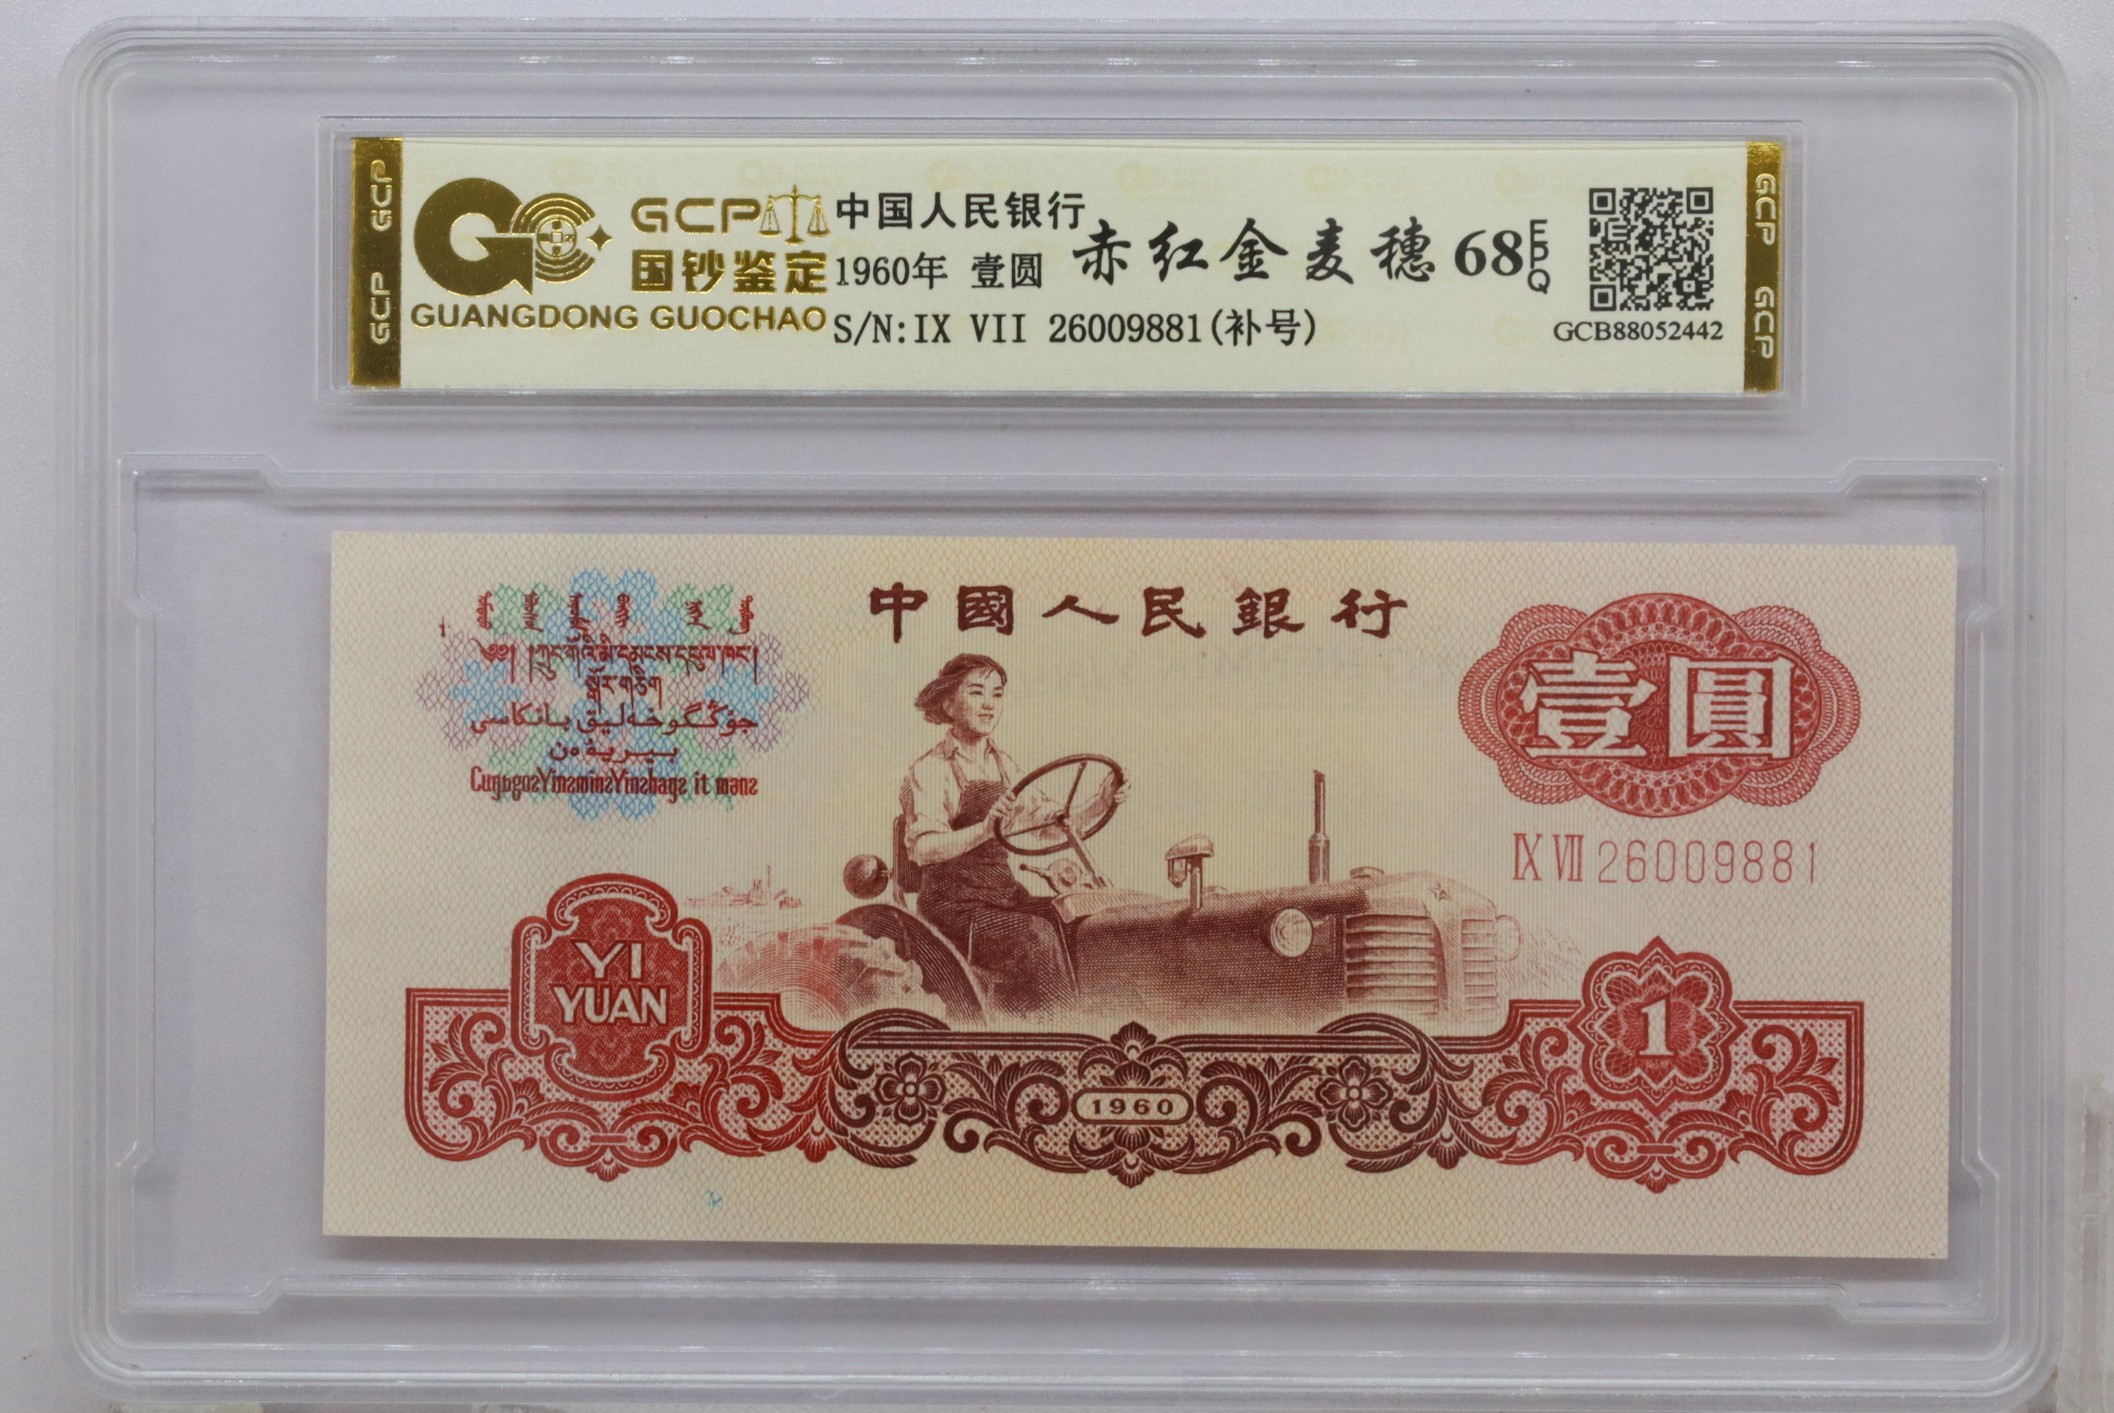 GCP GCP
GCP
国钞鉴定
GUANGDONG GUOCHAO
中国人民银行
1960年 壹圆
S/N:IX VII 26009881(补号)
赤红金麦穗 68 EPQ
GCB88052442
GCP GCP
中國人民銀行
壹圓
IX VII 26009881
YI
YUAN
1960
1